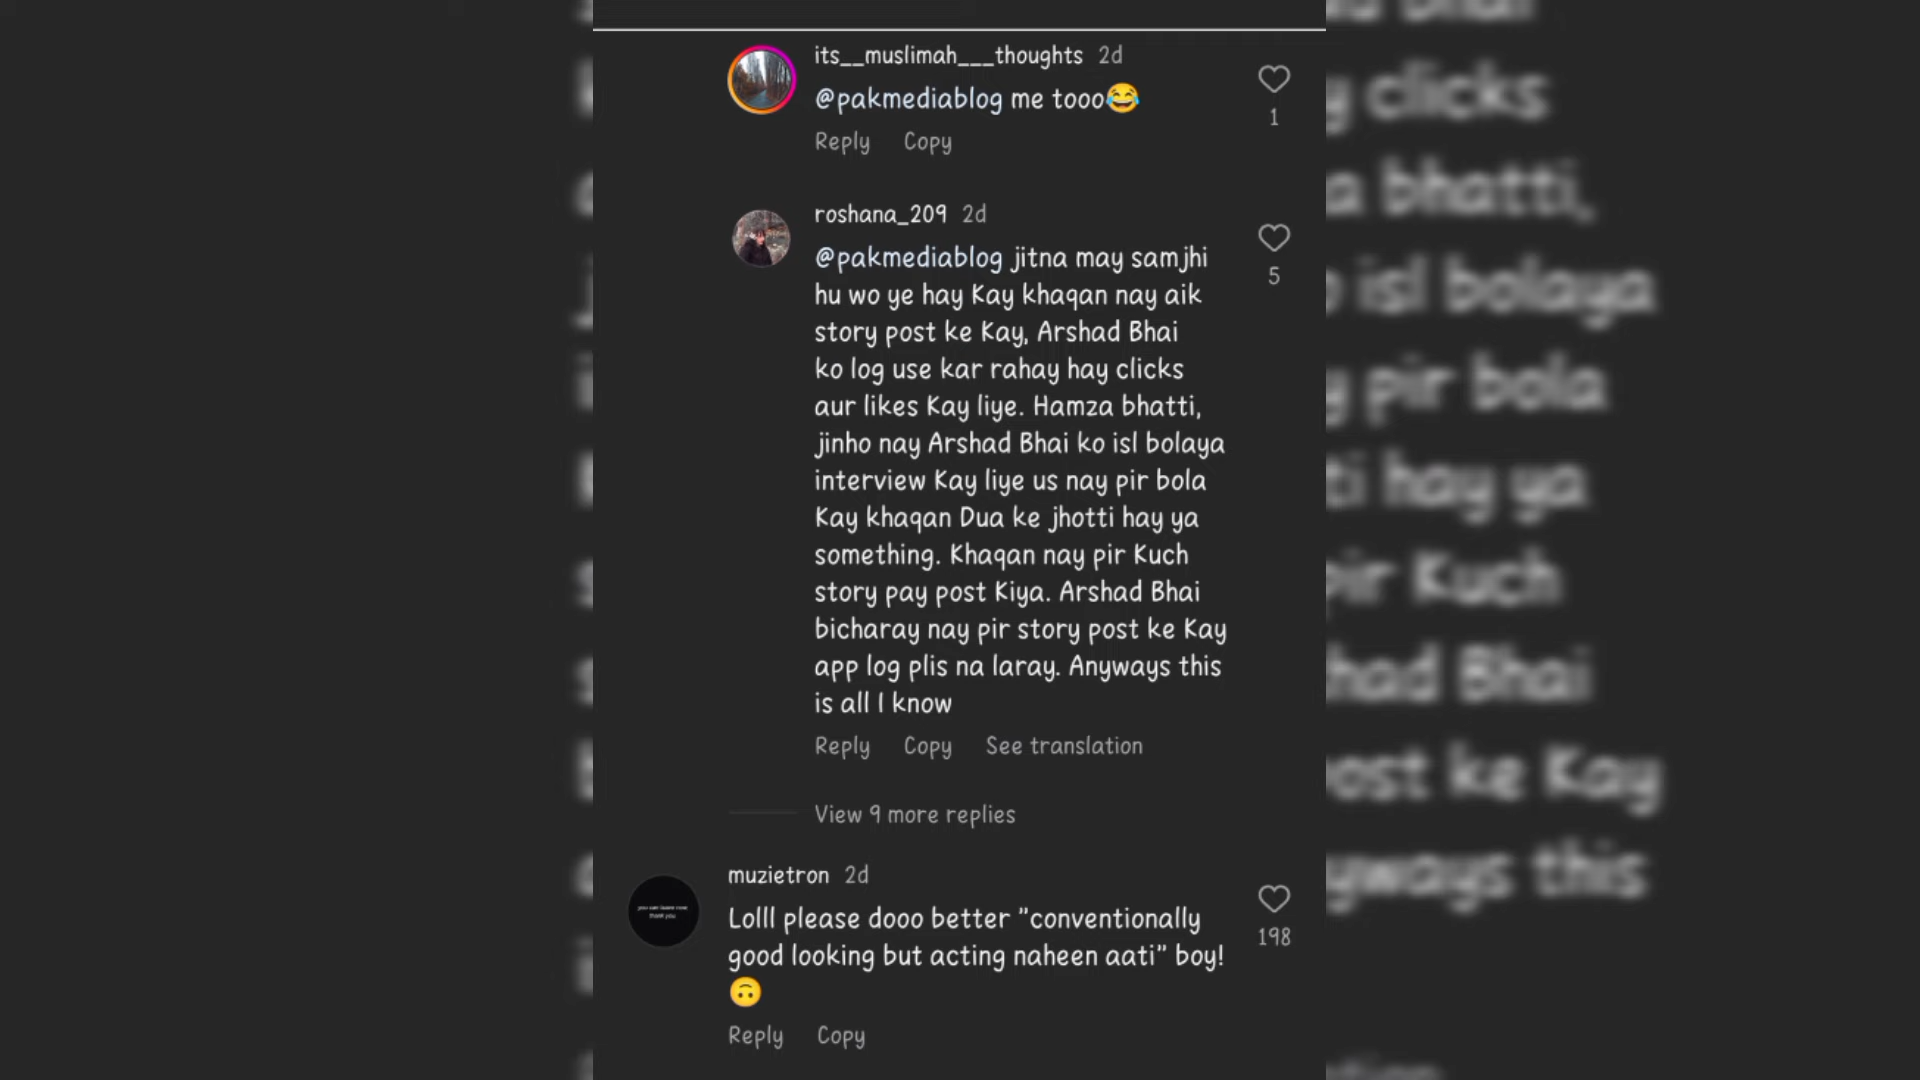 its__muslimah___thoughts 2d
@pakmediablog me tooo😂
1
Reply Copy
roshana_209 2d
@pakmediablog jitna may samjhi
hu wo ye hay Kay khaqan nay aik
story post ke Kay, Arshad Bhai
ko log use kar rahay hay clicks
aur likes Kay liye. Hamza bhatti,
jinho nay Arshad Bhai ko isl bolaya
interview Kay liye us nay pir bola
Kay khaqan Dua ke jhotti hay ya
something. Khaqan nay pir Kuch
story pay post Kiya. Arshad Bhai
bicharay nay pir story post ke Kay
app log plis na laray. Anyways this
is all I know
5
Reply Copy See translation
View 9 more replies
muzietron 2d
Lolll please dooo better "conventionally
good looking but acting naheen aati" boy!
🙃
198
Reply Copy
you can leave now
thank you